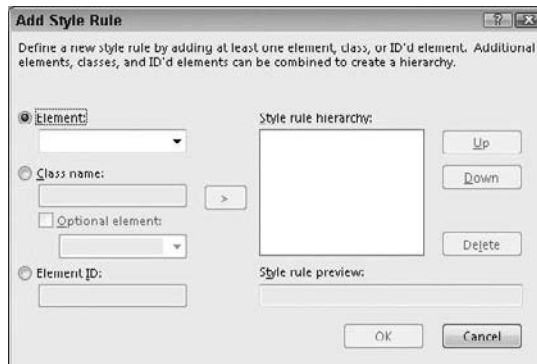 Add Style Rule
Define a new style rule by adding at least one element, class, or ID'd element. Additional
elements, classes, and ID'd elements can be combined to create a hierarchy.
Element:
Style rule hierarchy:
Up
Class name:
Down
>
Optional element:
Delete
Element ID:
Style rule preview:
OK
Cancel